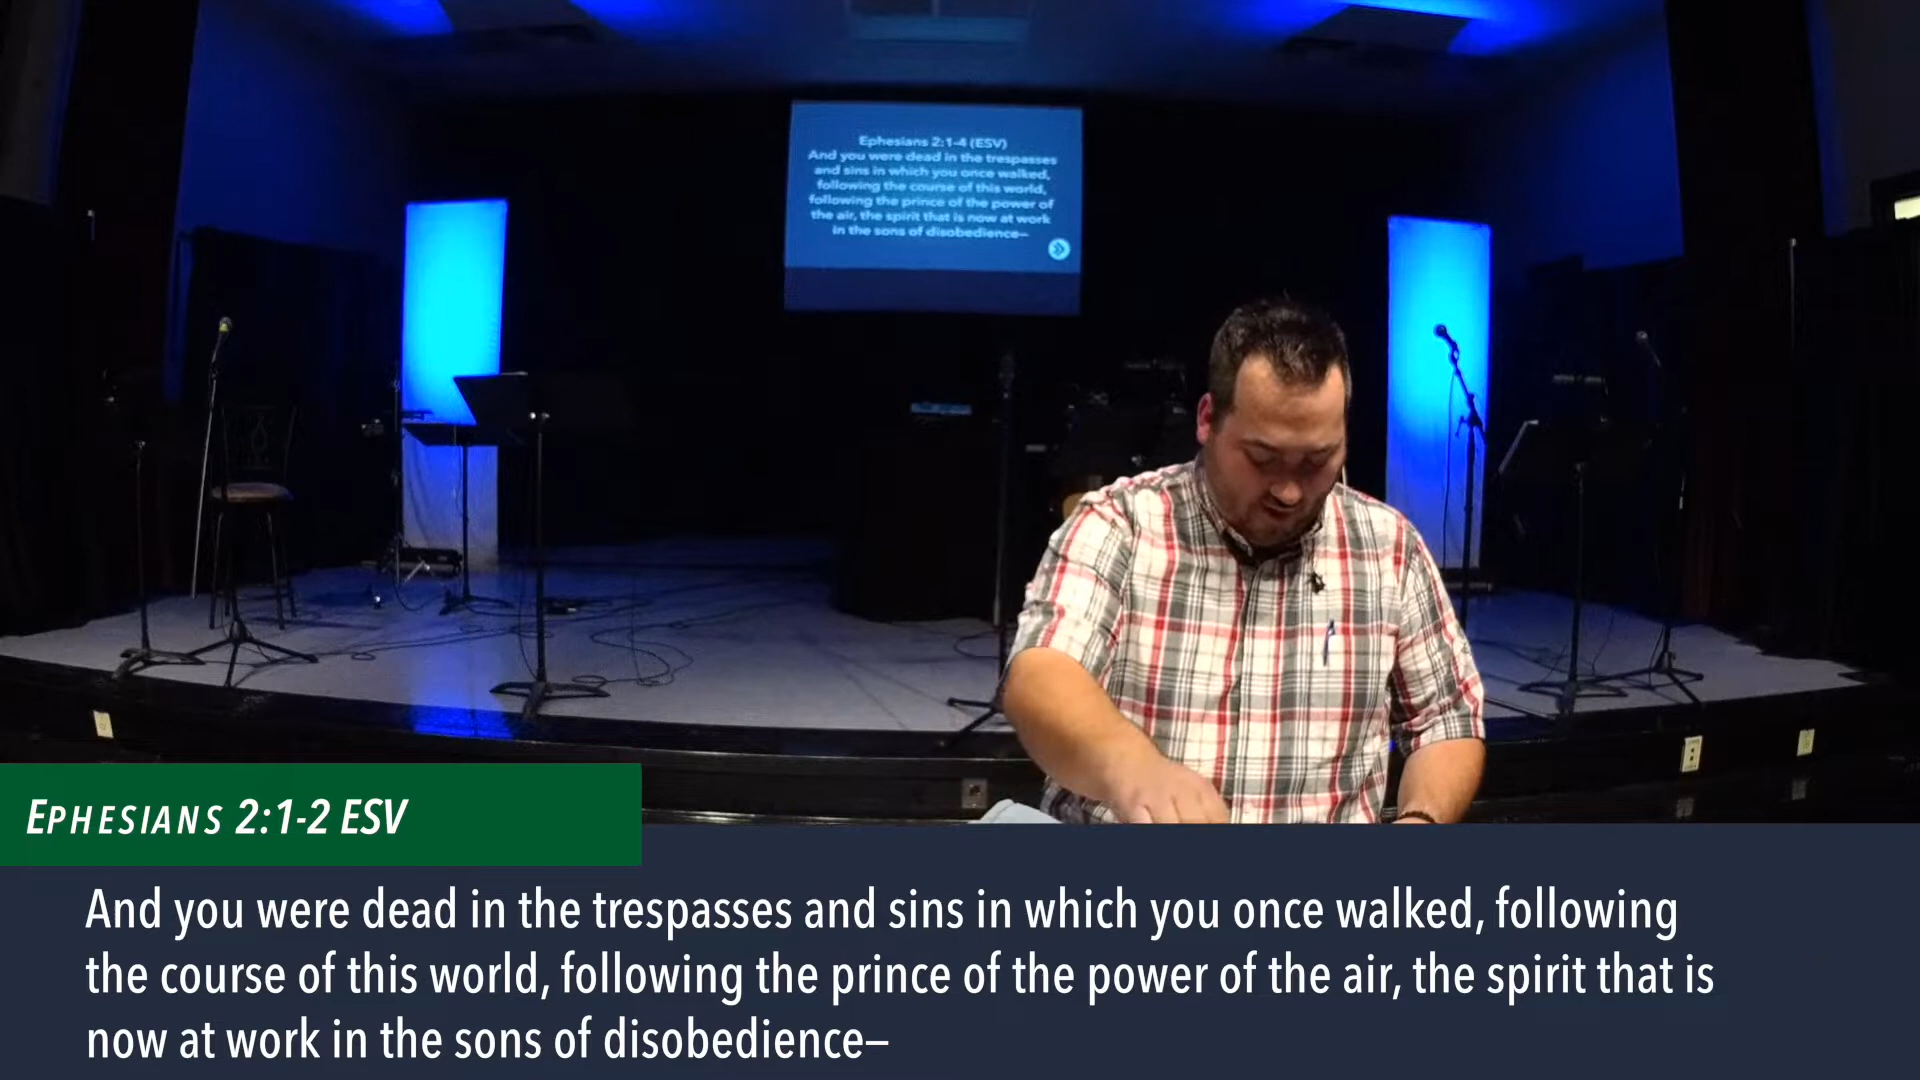 Ephesians 2:1-4 (ESV)
And you were dead in the trespasses
and sins in which you once walked,
following the course of this world,
following the prince of the power of
the air, the spirit that is now at work
in the sons of disobedience—
EPHESIANS 2:1-2 ESV
And you were dead in the trespasses and sins in which you once walked, following
the course of this world, following the prince of the power of the air, the spirit that is
now at work in the sons of disobedience—